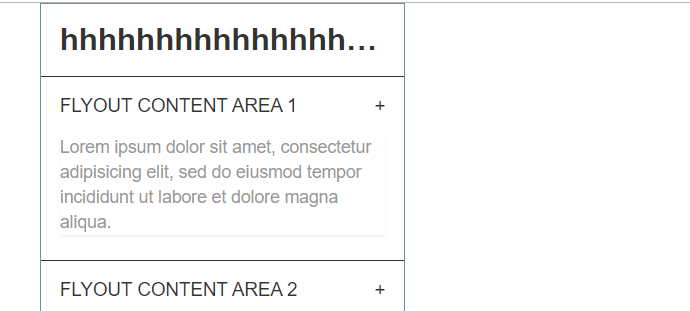 hhhhhhhhhhhhhhh…
FLYOUT CONTENT AREA 1 +
Lorem ipsum dolor sit amet, consectetur
adipisicing elit, sed do eiusmod tempor
incididunt ut labore et dolore magna
aliqua.
FLYOUT CONTENT AREA 2 +